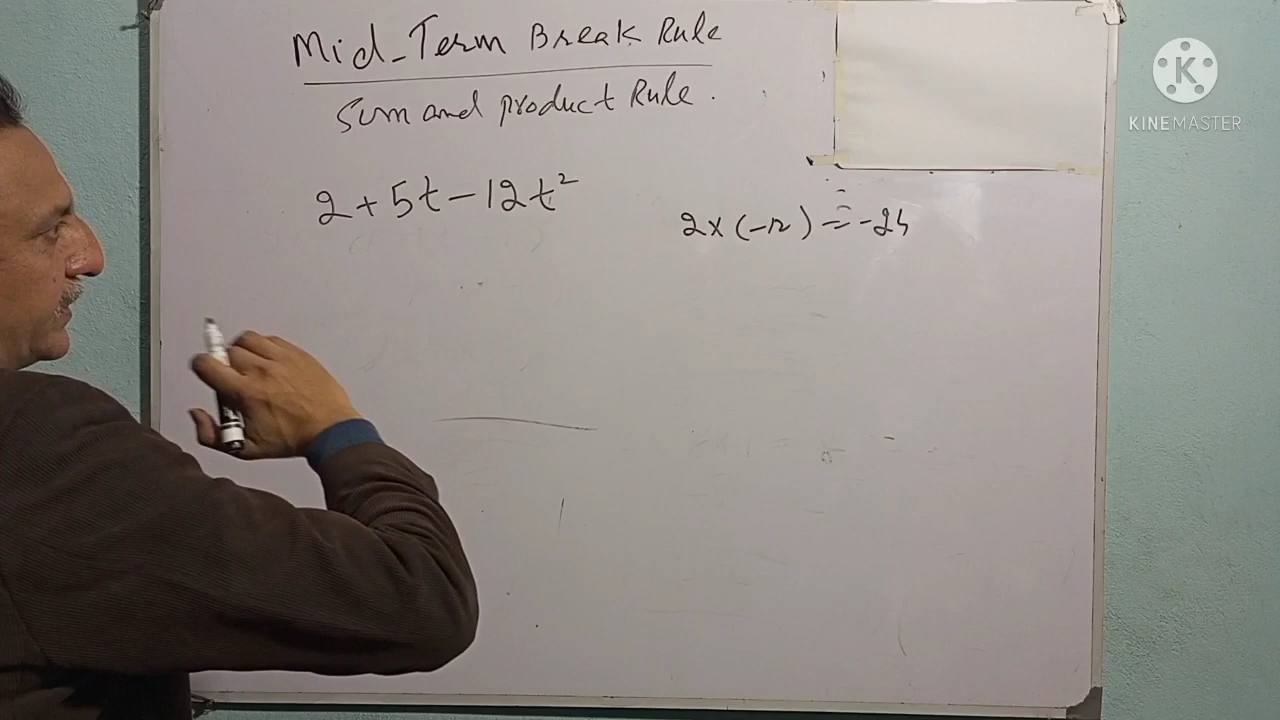 Mid-Term Break Rule
Sum and product Rule.
2+5t-12t²
2×(-12)=-24
K
KINEMASTER